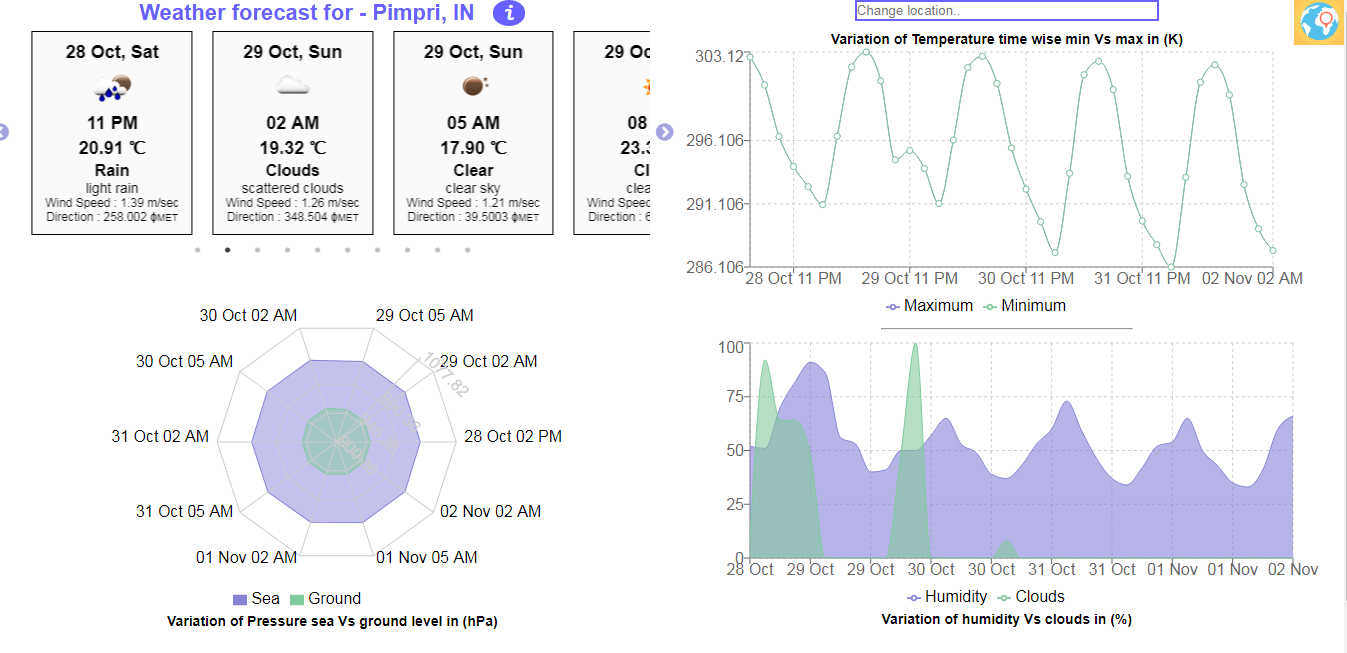 Weather forecast for - Pimpri, IN i
28 Oct, Sat
11 PM
20.91 ℃
Rain
light rain
Wind Speed : 1.39 m/sec
Direction : 258.002 ФМЕТ
29 Oct, Sun
02 AM
19.32 ℃
Clouds
scattered clouds
Wind Speed : 1.26 m/sec
Direction : 348.504 ФМЕТ
29 Oct, Sun
05 AM
17.90 ℃
Clear
clear sky
Wind Speed : 1.21 m/sec
Direction : 39.5003 ФМЕТ
29 Oc
08
23.3
Cl
clea
Wind Speed
Direction : 6
30 Oct 02 AM
29 Oct 05 AM
30 Oct 05 AM
29 Oct 02 AM
1077.82
31 Oct 02 AM
28 Oct 02 PM
31 Oct 05 AM
02 Nov 02 AM
01 Nov 02 AM
01 Nov 05 AM
Sea Ground
Variation of Pressure sea Vs ground level in (hPa)
Change location..
Variation of Temperature time wise min Vs max in (K)
303.12
296.106
291.106
286.106
28 Oct 11 PM 29 Oct 11 PM 30 Oct 11 PM 31 Oct 11 PM 02 Nov 02 AM
Maximum Minimum
100
75
50
25
0
28 Oct 29 Oct 29 Oct 30 Oct 30 Oct 31 Oct 31 Oct 01 Nov 01 Nov 02 Nov
Humidity Clouds
Variation of humidity Vs clouds in (%)